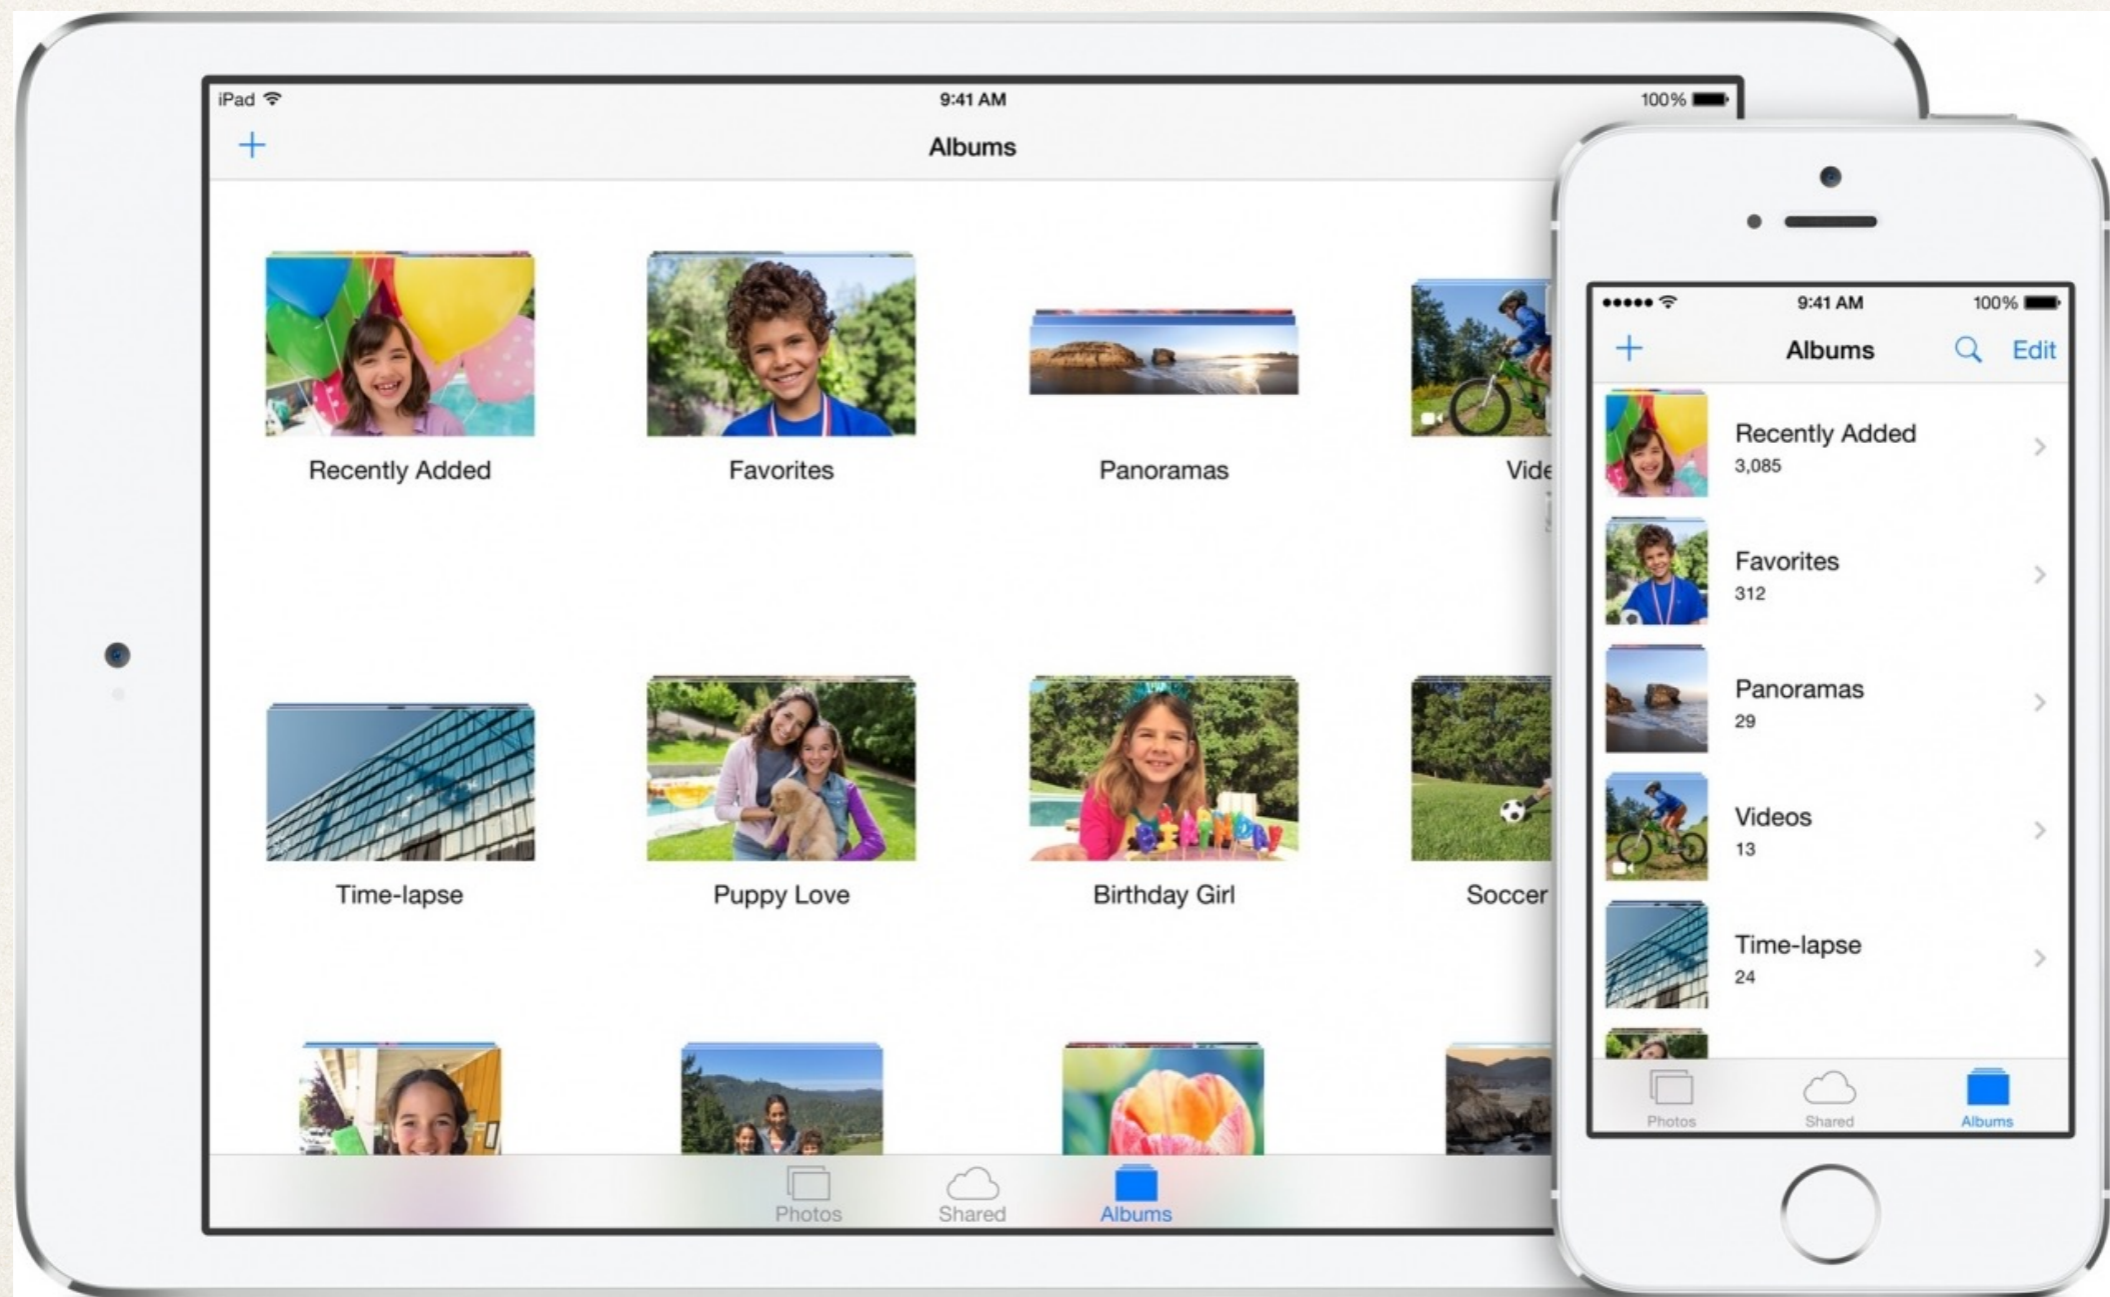 iPad
9:41 AM
100%
Albums
Recently Added
Favorites
Panoramas
Vide
Time-lapse
Puppy Love
Birthday Girl
Soccer
Photos
Shared
Albums
9:41 AM
100%
Albums
Edit
Recently Added
3,085
Favorites
312
Panoramas
29
Videos
13
Time-lapse
24
Photos
Shared
Albums